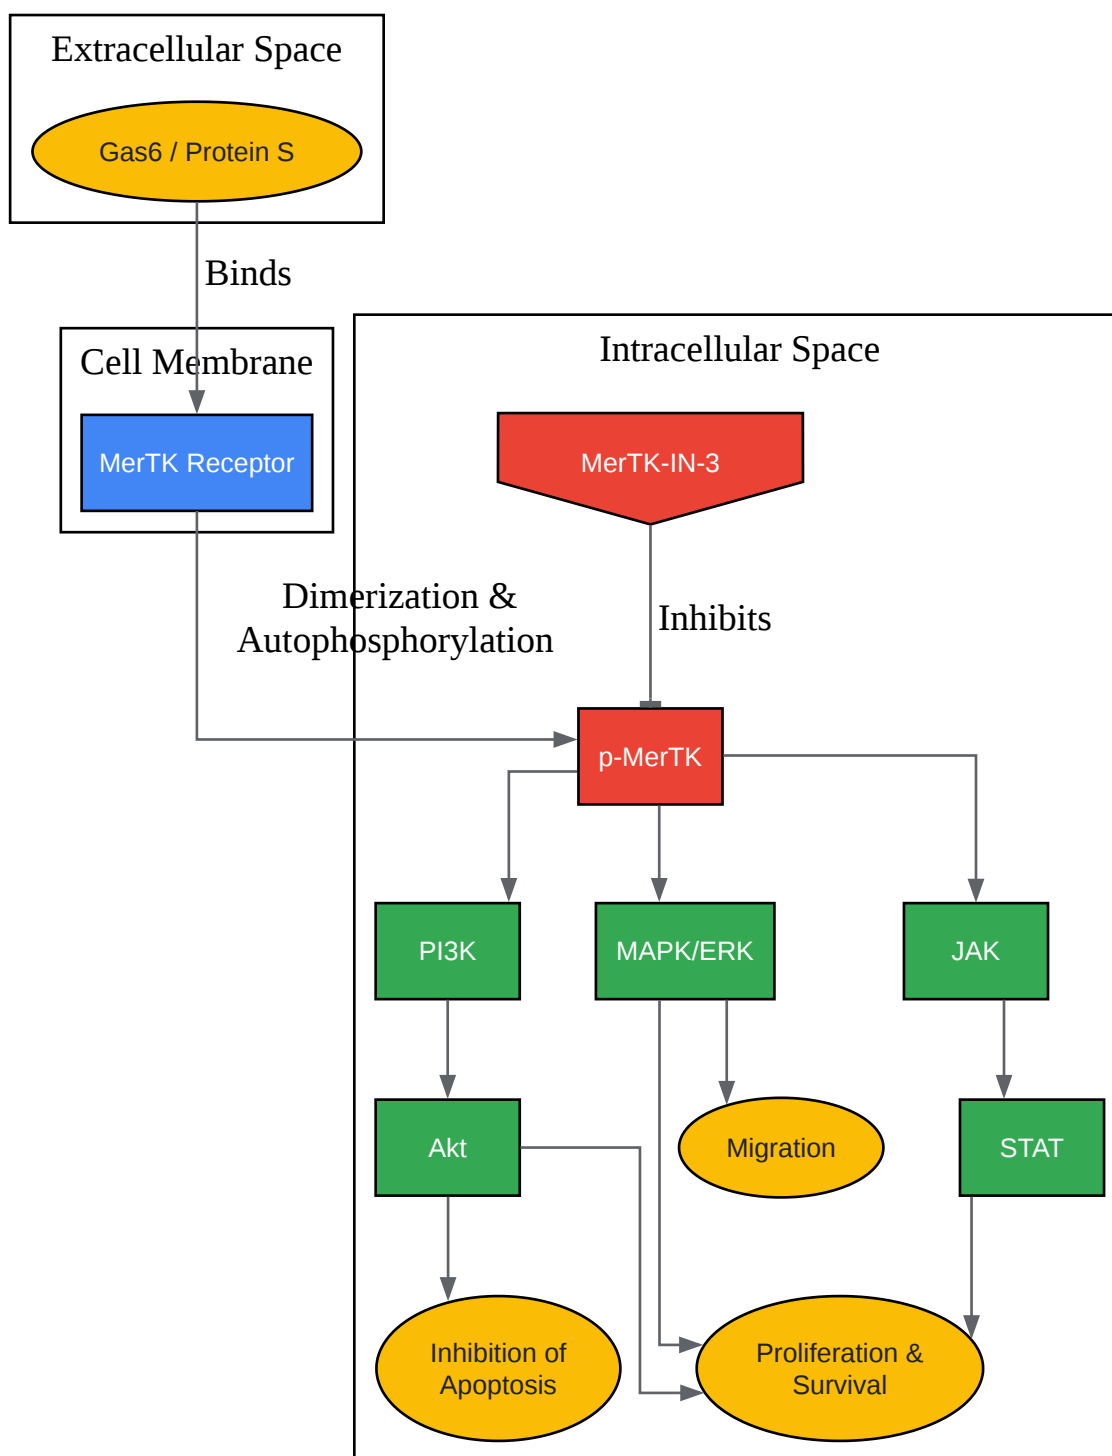 Extracellular Space
Gas6 / Protein S
Binds
Cell Membrane
MerTK Receptor
Intracellular Space
MerTK-IN-3
Dimerization &
Autophosphorylation
Inhibits
p-MerTK
PI3K
MAPK/ERK
JAK
Akt
Migration
STAT
Inhibition of
Apoptosis
Proliferation &
Survival